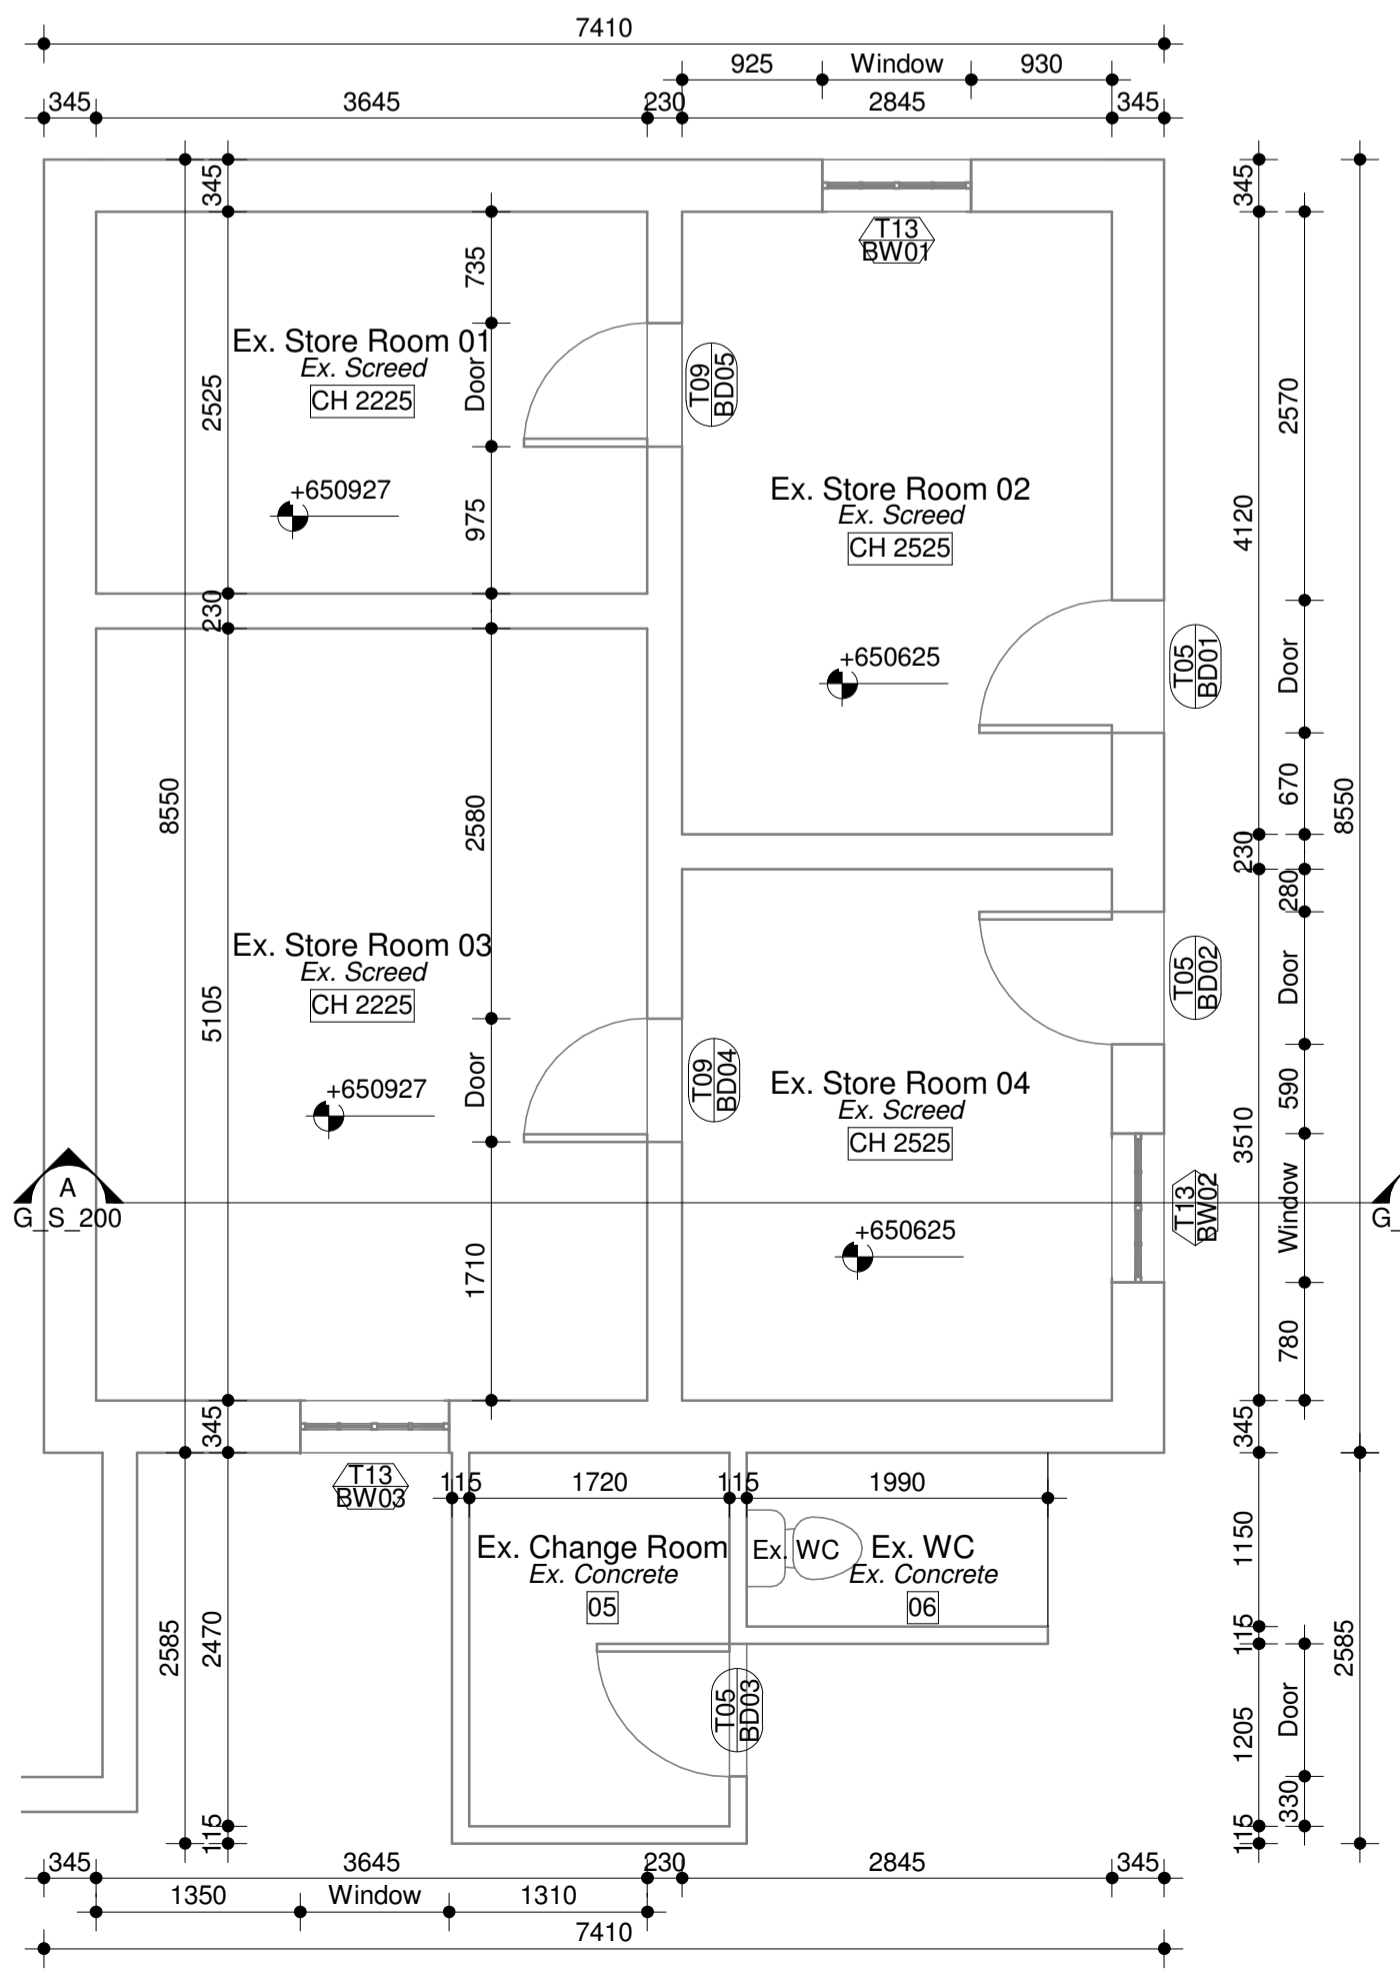 7410
925 Window 930
345 3645 230 2845 345
345
T13
BW01
345
735
Ex. Store Room 01
Ex. Screed
CH 2225
Door
2525
T09
BD05
2570
+650927
975
Ex. Store Room 02
Ex. Screed
CH 2525
4120
230
+650625
T05
BD01
Door
8550
2580
670
8550
230
280
Ex. Store Room 03
Ex. Screed
CH 2225
5105
T05
BD02
Door
+650927
Door
T09
BD04
Ex. Store Room 04
Ex. Screed
CH 2525
590
3510
A
G_S_200
1710
+650625
T13
BW02
Window
G_
780
345
345
T13
BW03
115 1720 115 1990
Ex. Change Room
Ex. Concrete
05
Ex. WC
Ex. WC
Ex. Concrete
06
1150
2585
2470
115
2585
T05
BD03
Door
1205
330
115
115
345 3645 230 2845 345
1350 Window 1310
7410